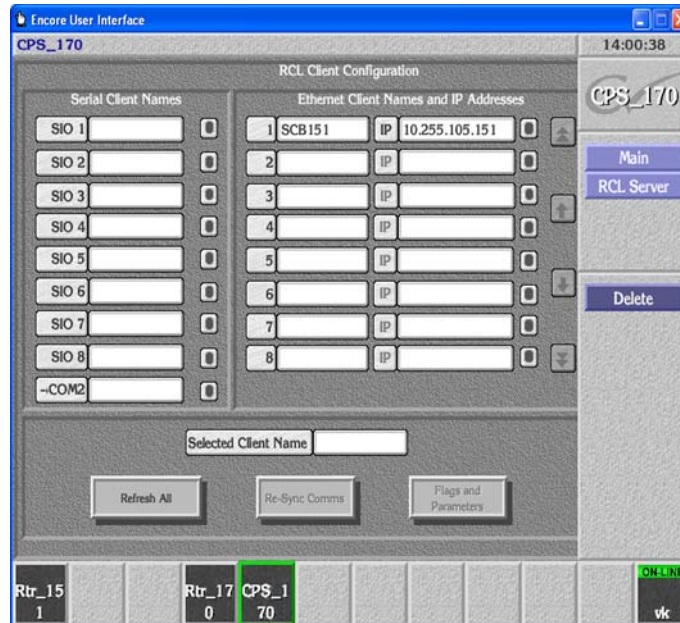 Encore User Interface
CPS_170
14:00:38
RCL Client Configuration
Serial Client Names
Ethernet Client Names and IP Addresses
CPS_170
SIO 1
1 SCB151 IP 10.255.105.151
SIO 2
2 IP
SIO 3
3 IP
SIO 4
4 IP
SIO 5
5 IP
SIO 6
6 IP
SIO 7
7 IP
SIO 8
8 IP
COM2
Main
RCL Server
Delete
Selected Client Name
Refresh All
Re-Sync Comms
Flags and
Parameters
Rtr_15
1
Rtr_17
0
CPS_1
70
ON-LINE
vk